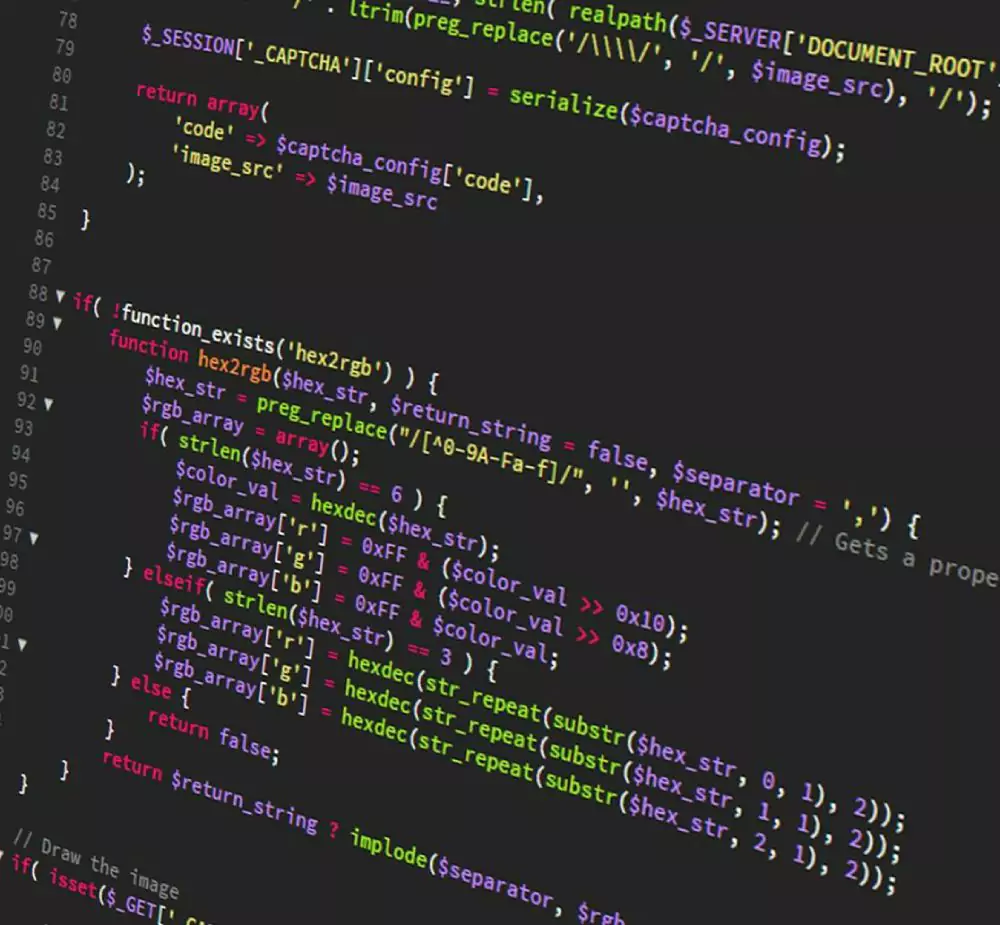 strlen( realpath($_SERVER['DOCUMENT_ROOT'
78 . ltrim(preg_replace('/\\\\/', '/', $image_src), '/');
79 $_SESSION['_CAPTCHA']['config'] = serialize($captcha_config);
80
81 return array(
82 'code' => $captcha_config['code'],
83 'image_src' => $image_src
84 );
85
86 }
87
88 if( !function_exists('hex2rgb') ) {
89 function hex2rgb($hex_str, $return_string = false, $separator = ',') {
90 $hex_str = preg_replace("/[^0-9A-Fa-f]/", '', $hex_str); // Gets a prope
91 $rgb_array = array();
92 if( strlen($hex_str) == 6 ) {
93 $color_val = hexdec($hex_str);
94 $rgb_array['r'] = 0xFF & ($color_val >> 0x10);
95 $rgb_array['g'] = 0xFF & ($color_val >> 0x8);
96 $rgb_array['b'] = 0xFF & $color_val;
97 } elseif( strlen($hex_str) == 3 ) {
98 $rgb_array['r'] = hexdec(str_repeat(substr($hex_str, 0, 1), 2));
99 $rgb_array['g'] = hexdec(str_repeat(substr($hex_str, 1, 1), 2));
00 $rgb_array['b'] = hexdec(str_repeat(substr($hex_str, 2, 1), 2));
1 } else {
2 return false;
3 }
return $return_string ? implode($separator, $rgb
}
}
// Draw the image
if( isset($_GET['